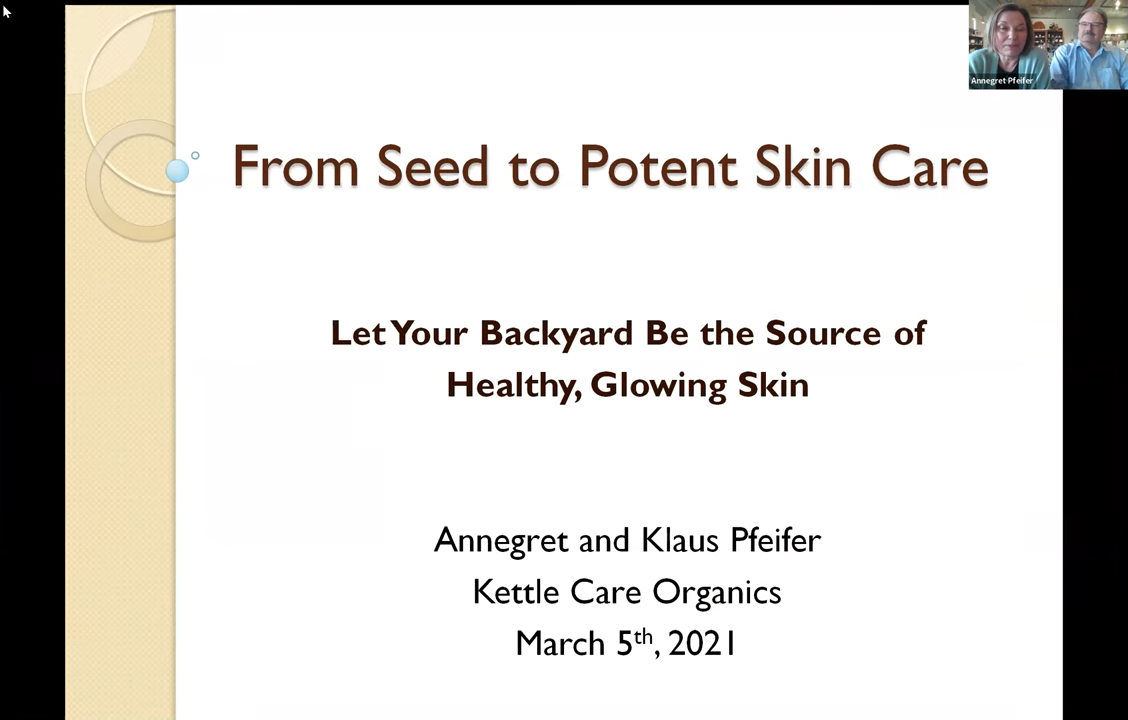 Annegret Pfeifer
From Seed to Potent Skin Care
Let Your Backyard Be the Source of
Healthy, Glowing Skin
Annegret and Klaus Pfeifer
Kettle Care Organics
March 5th, 2021